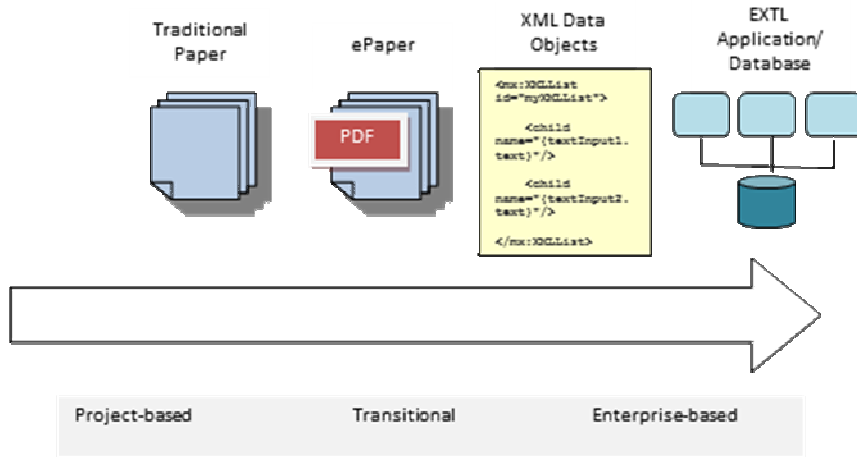 Traditional
Paper
ePaper
XML Data
Objects
EXTL
Application/
Database
PDF
<mx:XMLList
id="myXMLList">
<child
name="{textInput1.
text}"/>
<child
name="{textInput2.
text}"/>
</mx:XMLList>
Project-based
Transitional
Enterprise-based